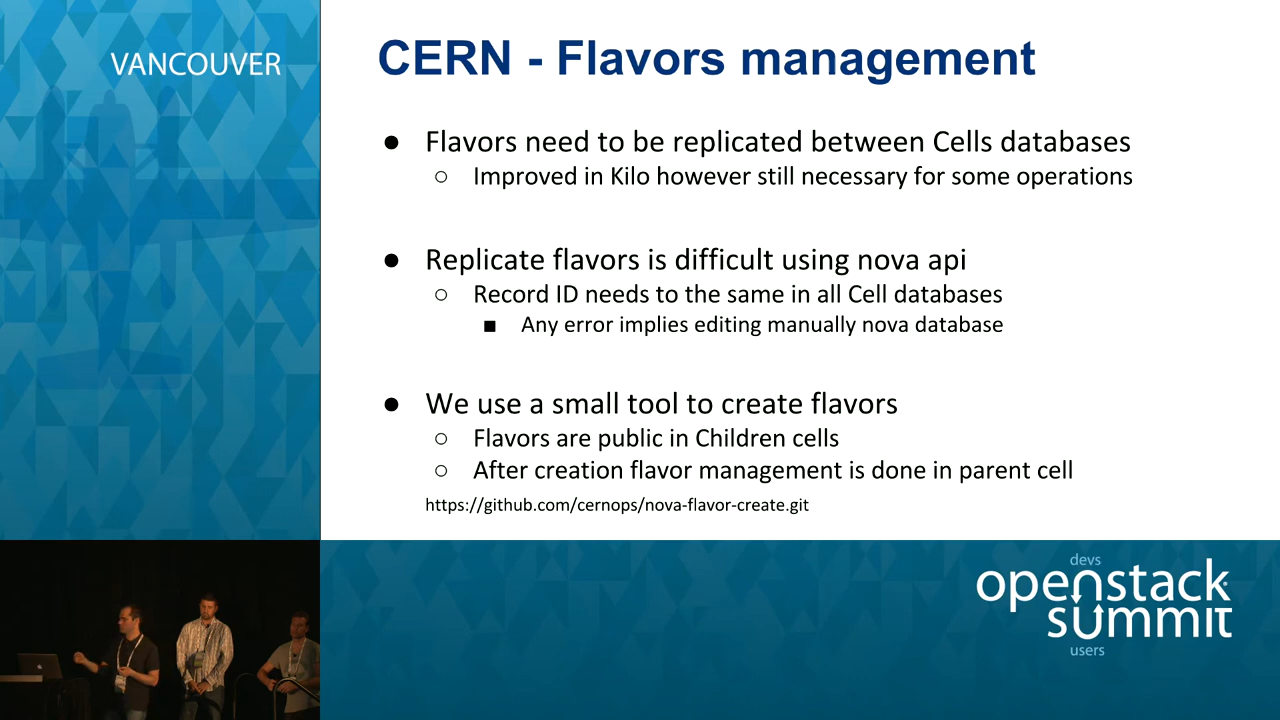 VANCOUVER
CERN - Flavors management
● Flavors need to be replicated between Cells databases
○ Improved in Kilo however still necessary for some operations
● Replicate flavors is difficult using nova api
○ Record ID needs to the same in all Cell databases
■ Any error implies editing manually nova database
● We use a small tool to create flavors
○ Flavors are public in Children cells
○ After creation flavor management is done in parent cell
https://github.com/cernops/nova-flavor-create.git
devs
openstack
summit
users